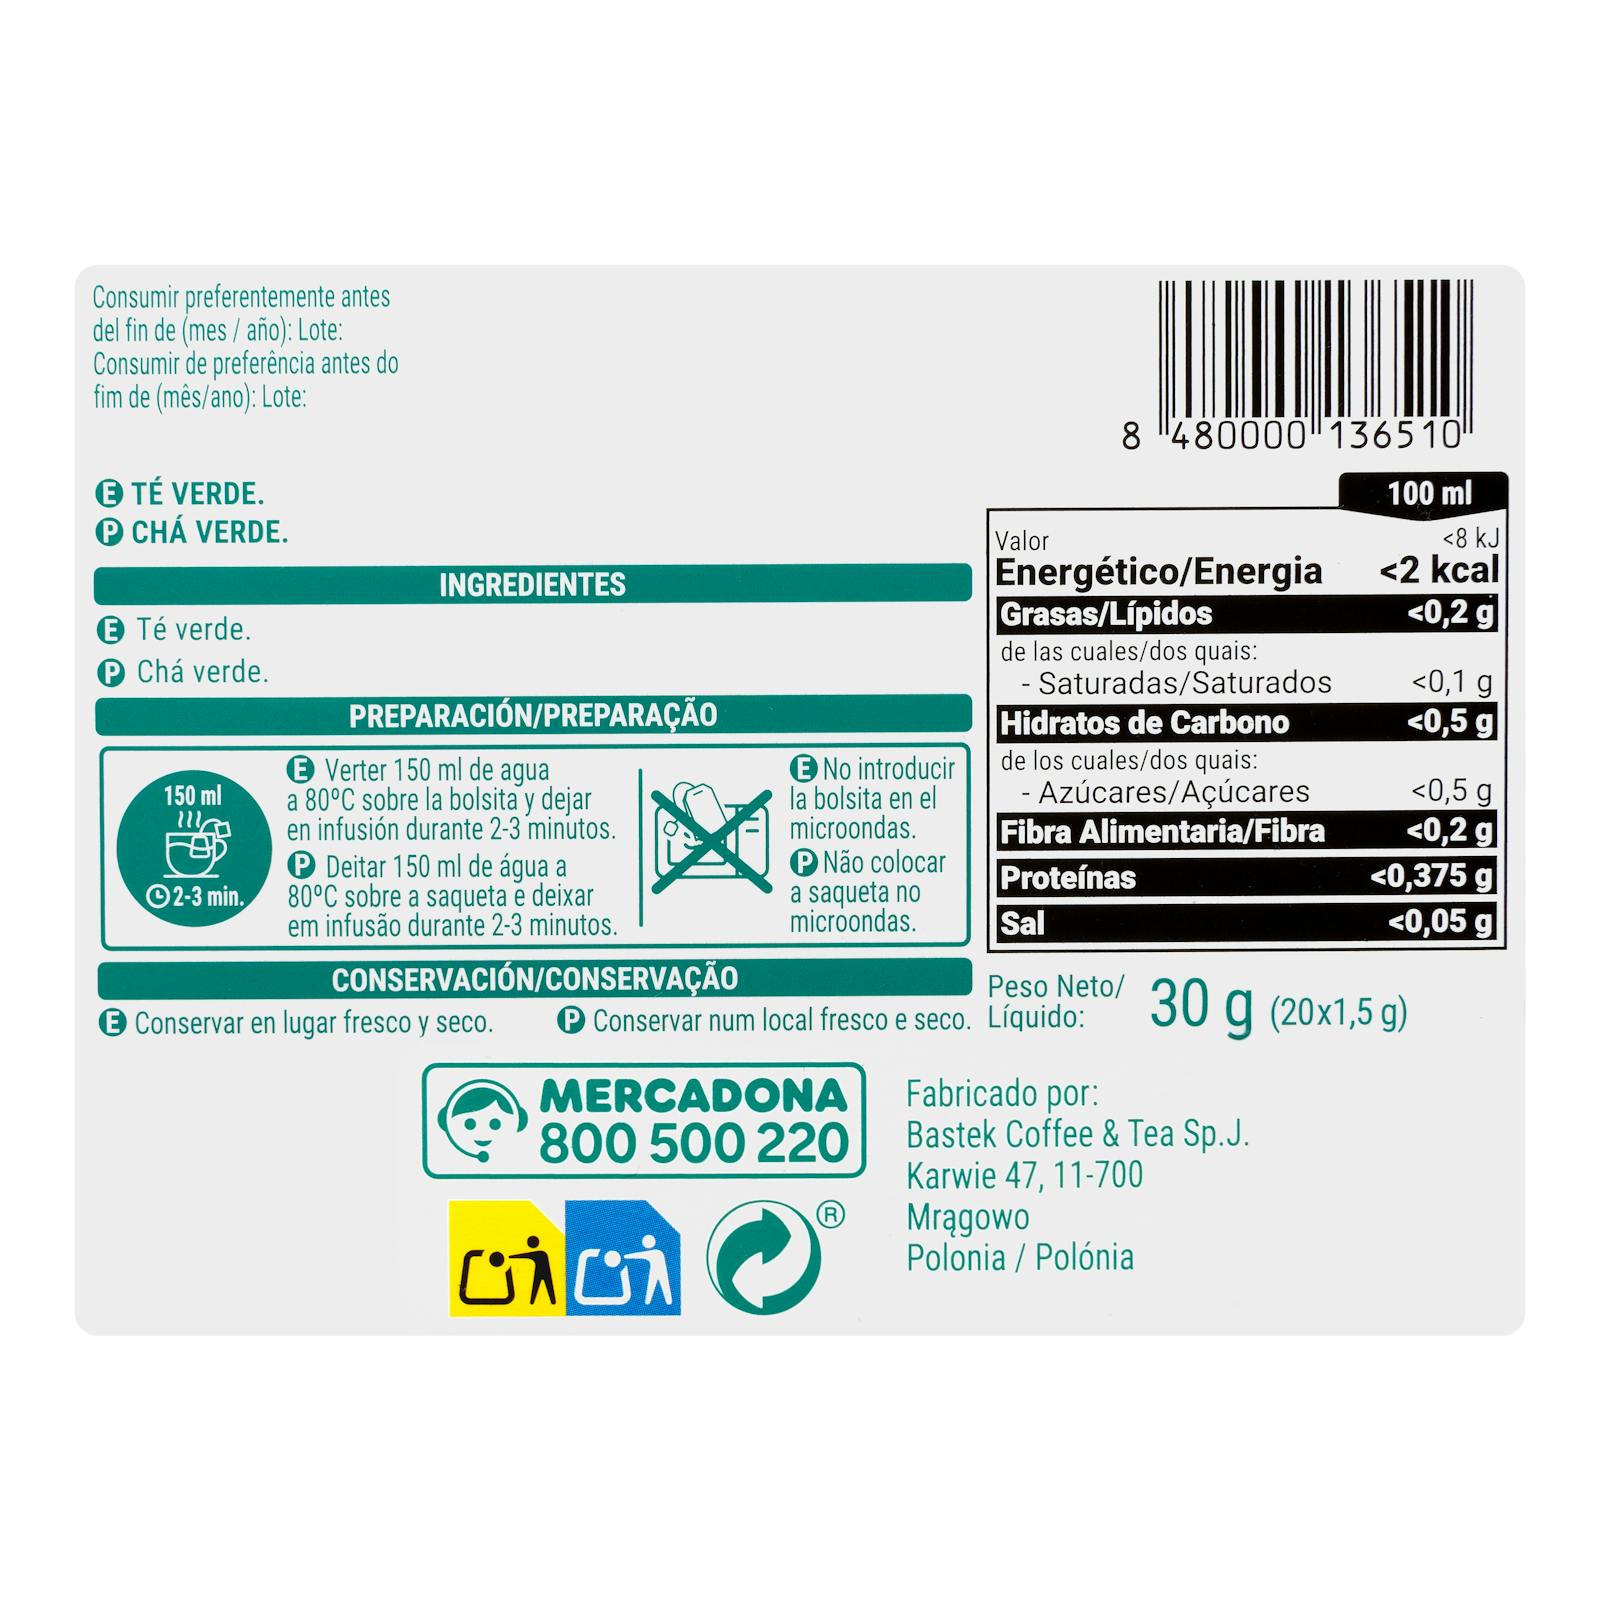 Consumir preferentemente antes
del fin de (mes / año): Lote:
Consumir de preferência antes do
fim de (mês/ano): Lote:
8 480000 136510
E TÉ VERDE.
P CHÁ VERDE.
INGREDIENTES
E Té verde.
P Chá verde.
PREPARACIÓN/PREPARAÇÃO
150 ml
2-3 min.
E Verter 150 ml de agua
a 80ºC sobre la bolsita y dejar
en infusión durante 2-3 minutos.
P Deitar 150 ml de água a
80ºC sobre a saqueta e deixar
em infusão durante 2-3 minutos.
E No introducir
la bolsita en el
microondas.
P Não colocar
a saqueta no
microondas.
CONSERVACIÓN/CONSERVAÇÃO
E Conservar en lugar fresco y seco.
P Conservar num local fresco e seco.
100 ml
Valor <8 kJ
Energético/Energia <2 kcal
Grasas/Lípidos <0,2 g
de las cuales/dos quais:
- Saturadas/Saturados <0,1 g
Hidratos de Carbono <0,5 g
de los cuales/dos quais:
- Azúcares/Açúcares <0,5 g
Fibra Alimentaria/Fibra <0,2 g
Proteínas <0,375 g
Sal <0,05 g
Peso Neto/
Líquido: 30 g (20x1,5 g)
MERCADONA
800 500 220
®
Fabricado por:
Bastek Coffee & Tea Sp.J.
Karwie 47, 11-700
Mrągowo
Polonia / Polónia